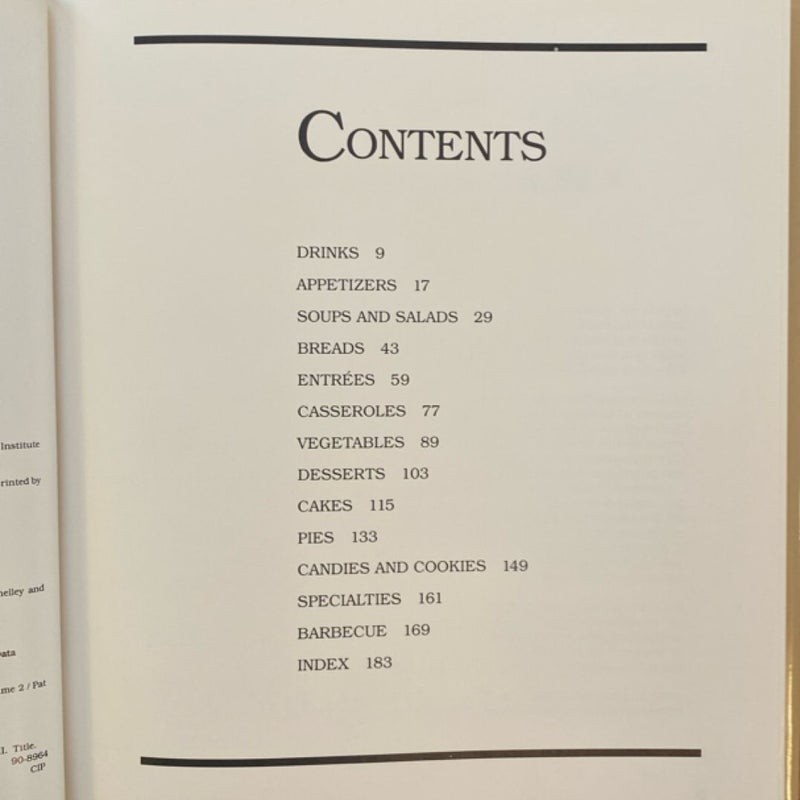 Institute
rinted by
elley and
ata
me 2 / Pat
I. Title.
90-8964
CIP
CONTENTS
DRINKS 9
APPETIZERS 17
SOUPS AND SALADS 29
BREADS 43
ENTRÉES 59
CASSEROLES 77
VEGETABLES 89
DESSERTS 103
CAKES 115
PIES 133
CANDIES AND COOKIES 149
SPECIALTIES 161
BARBECUE 169
INDEX 183